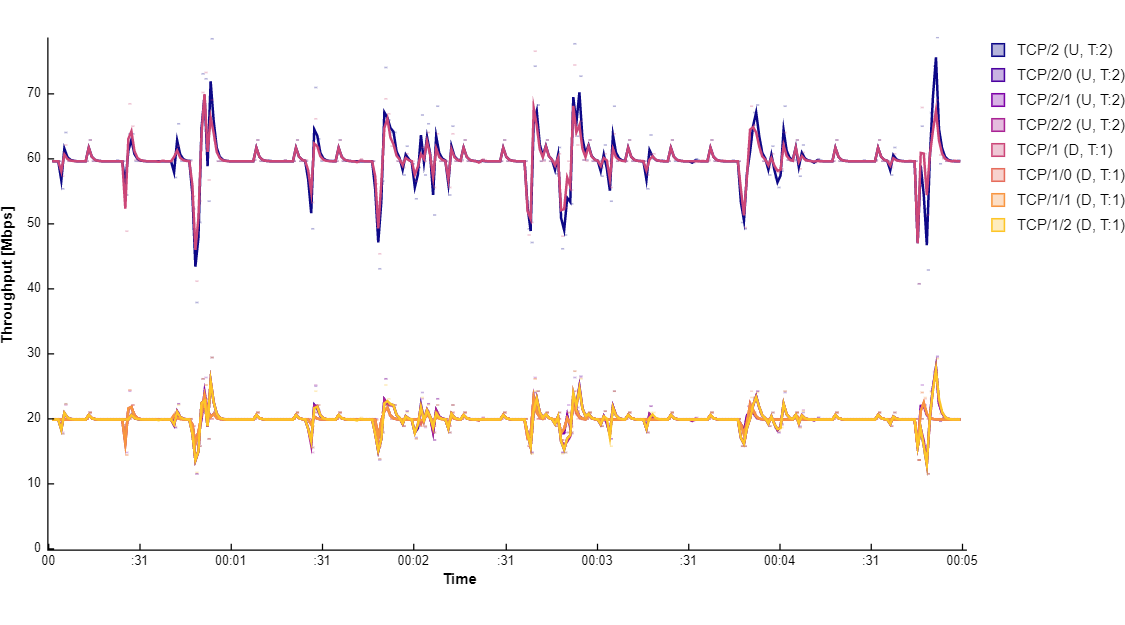 Throughput [Mbps]
70
60
50
40
30
20
10
0
00 :31 00:01 :31 00:02 :31 00:03 :31 00:04 :31 00:05
Time
TCP/2 (U, T:2)
TCP/2/0 (U, T:2)
TCP/2/1 (U, T:2)
TCP/2/2 (U, T:2)
TCP/1 (D, T:1)
TCP/1/0 (D, T:1)
TCP/1/1 (D, T:1)
TCP/1/2 (D, T:1)